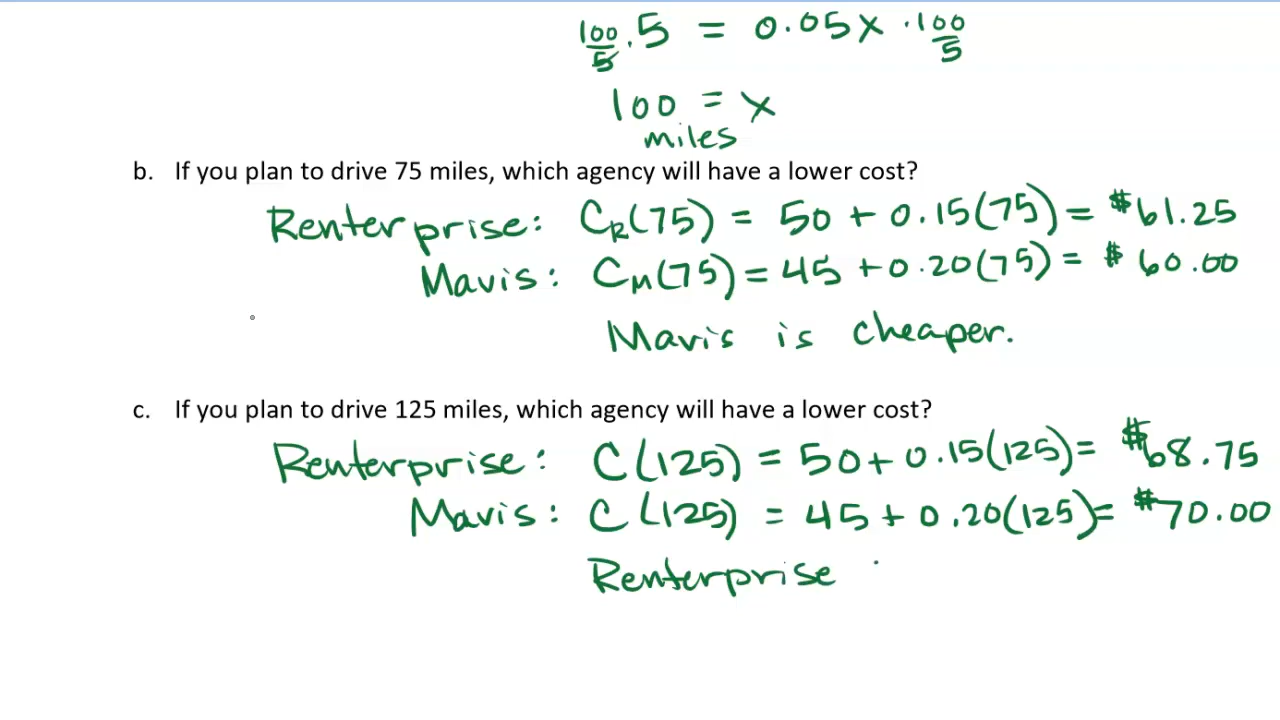 100/5 · 5 = 0.05x · 100/5
100 = x
miles
b. If you plan to drive 75 miles, which agency will have a lower cost?
Renterprise: C_R(75) = 50 + 0.15(75) = $61.25
Mavis: C_M(75) = 45 + 0.20(75) = $60.00
Mavis is cheaper.
c. If you plan to drive 125 miles, which agency will have a lower cost?
Renterprise: C(125) = 50 + 0.15(125) = $68.75
Mavis: C(125) = 45 + 0.20(125) = $70.00
Renterprise